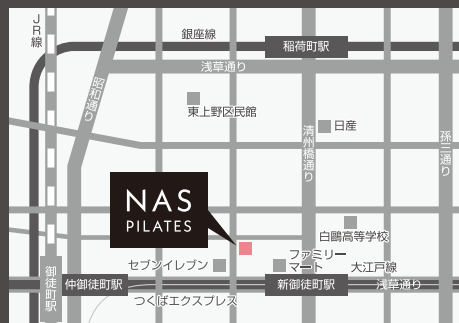 JR線
銀座線
稲荷町駅
浅草通り
昭和通り
東上野区民館
日産
清州橋通り
孫三通り
NAS
PILATES
白鷗高等学校
ファミリー
マート
セブンイレブン
大江戸線
御徒町駅
仲御徒町駅
新御徒町駅
浅草通り
つくばエクスプレス